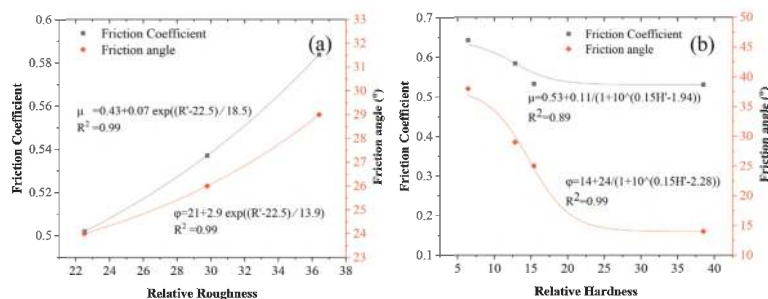 Friction Coefficient
Friction angle
(a)
μ =0.43+0.07 exp((R'-22.5)/18.5)
R²=0.99
φ=21+2.9 exp((R'-22.5)/13.9)
R²=0.99
0.6
0.58
0.56
0.54
0.52
0.5
Friction Coefficient
33
32
31
30
29
28
27
26
25
24
23
Friction angle (°)
22 24 26 28 30 32 34 36 38
Relative Roughness
Friction Coefficient
Friction angle
(b)
μ=0.53+0.11/(1+10^(0.15H'-1.94))
R²=0.89
φ=14+24/(1+10^(0.15H'-2.28))
R²=0.99
0.7
0.6
0.5
0.4
0.3
0.2
0.1
Friction Coefficient
50
45
40
35
30
25
20
15
10
Friction angle (°)
5 10 15 20 25 30 35 40
Relative Hardness